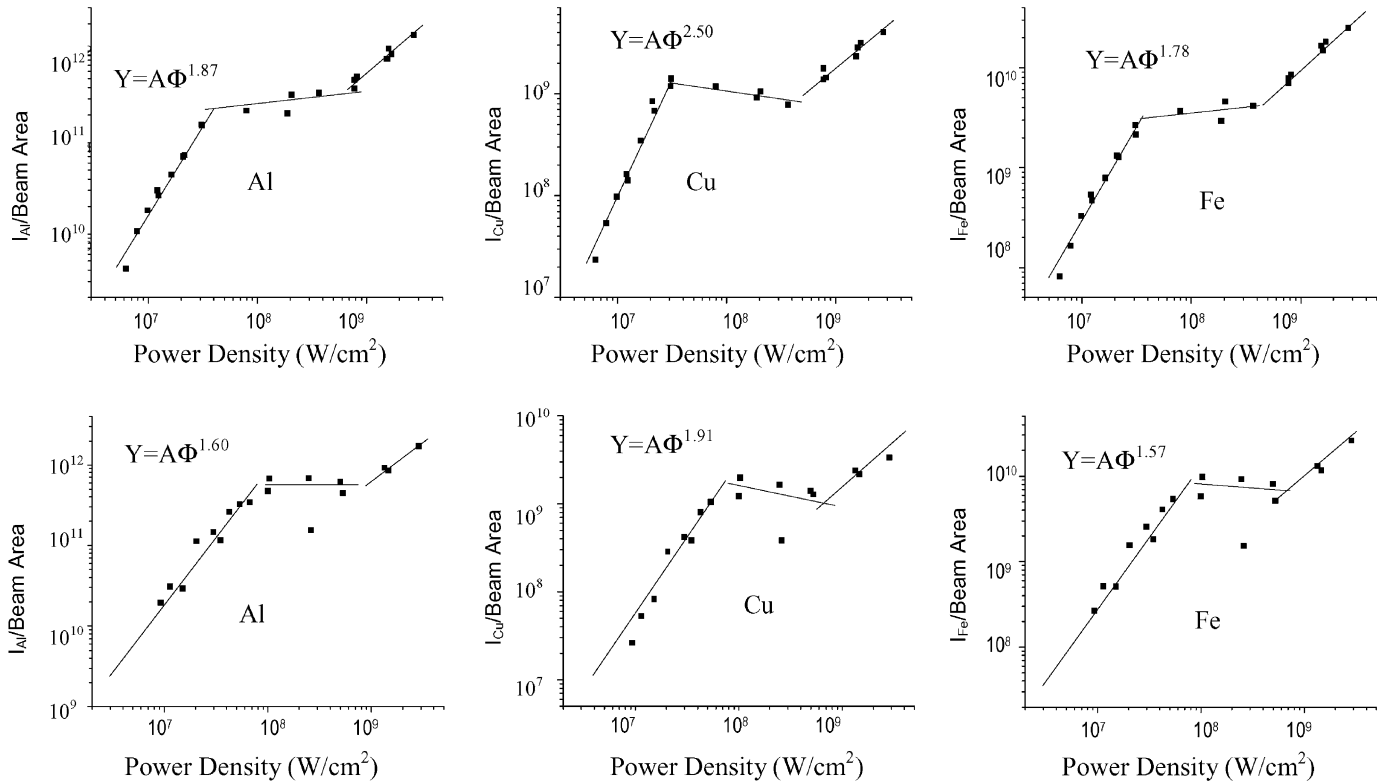 Y=AΦ^1.87
10^12
10^11
10^10
I_Al/Beam Area
Al
10^7 10^8 10^9
Power Density (W/cm^2)
Y=AΦ^2.50
10^9
10^8
10^7
I_Cu/Beam Area
Cu
10^7 10^8 10^9
Power Density (W/cm^2)
Y=AΦ^1.78
10^10
10^9
10^8
I_Fe/Beam Area
Fe
10^7 10^8 10^9
Power Density (W/cm^2)
Y=AΦ^1.60
10^12
10^11
10^10
10^9
I_Al/Beam Area
Al
10^7 10^8 10^9
Power Density (W/cm^2)
Y=AΦ^1.91
10^10
10^9
10^8
10^7
I_Cu/Beam Area
Cu
10^7 10^8 10^9
Power Density (W/cm^2)
Y=AΦ^1.57
10^10
10^9
10^8
I_Fe/Beam Area
Fe
10^7 10^8 10^9
Power Density (W/cm^2)